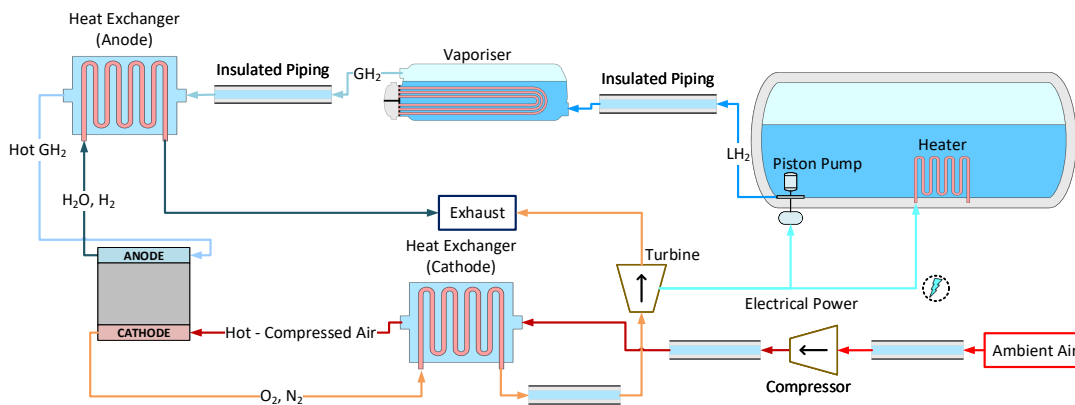 Heat Exchanger
(Anode)
Insulated Piping
GH₂
Vaporiser
Insulated Piping
LH₂
Heater
Piston Pump
Hot GH₂
H₂O, H₂
Exhaust
ANODE
Heat Exchanger
(Cathode)
Turbine
Electrical Power
CATHODE
Hot - Compressed Air
Ambient Air
Compressor
O₂, N₂